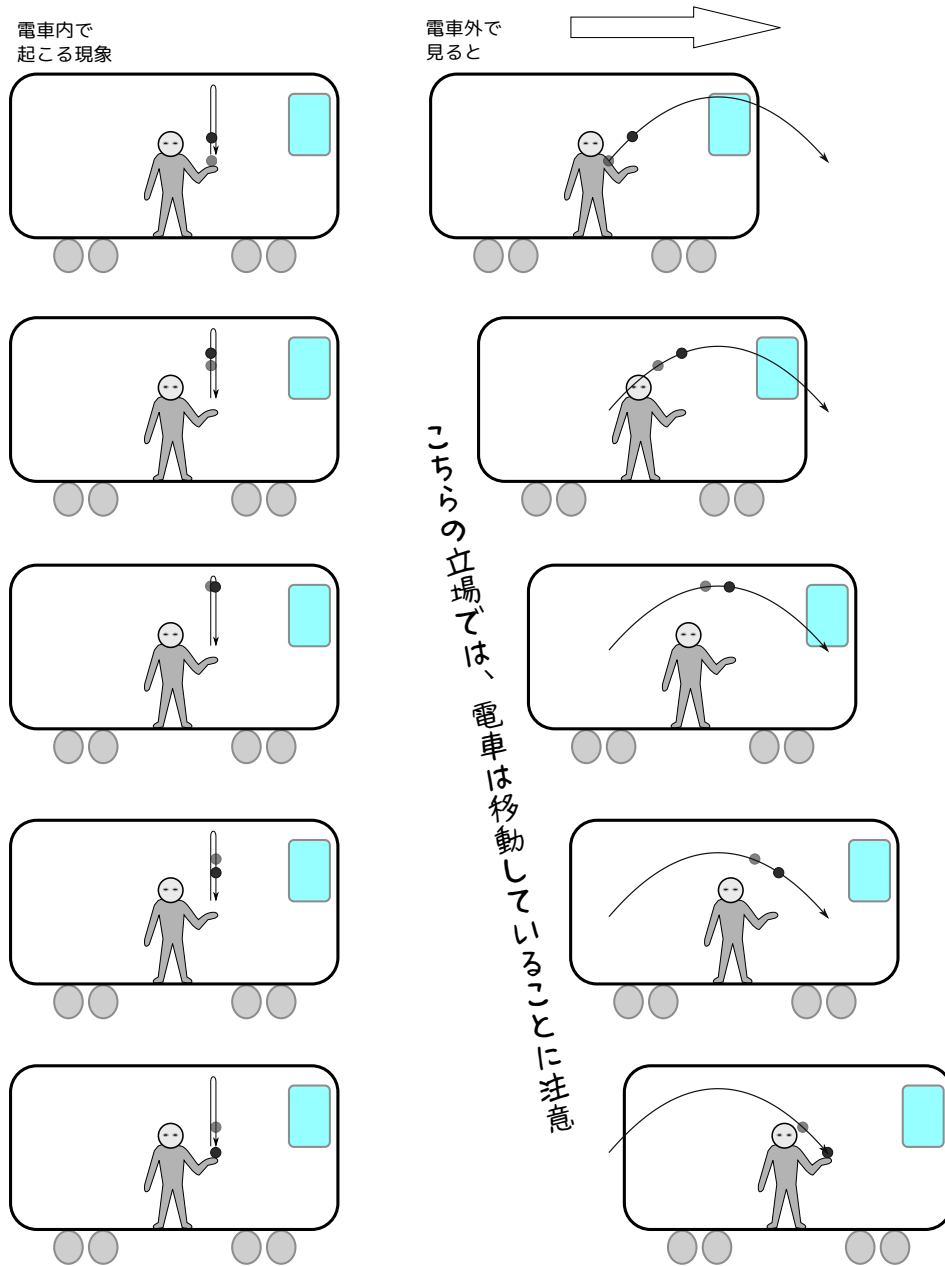 電車内で
起こる現象
電車外で
見ると
こちらの立場では、電車は移動していることに注意